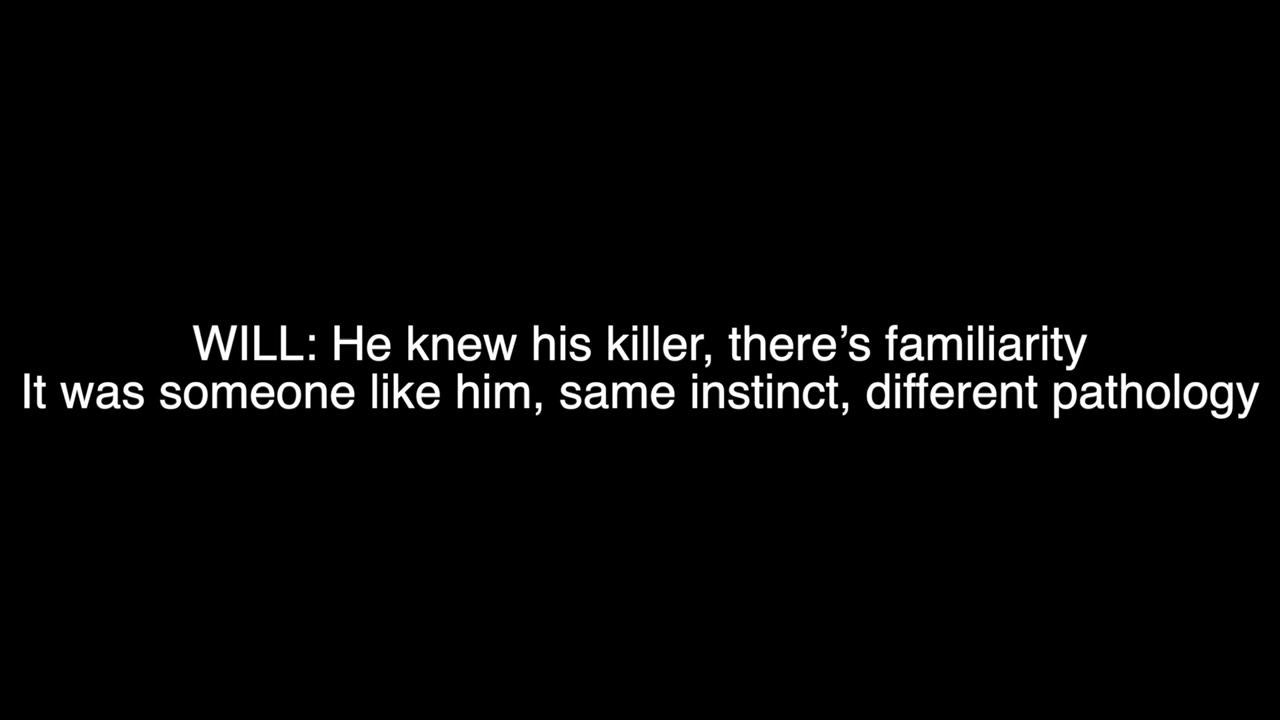 WILL: He knew his killer, there’s familiarity
It was someone like him, same instinct, different pathology